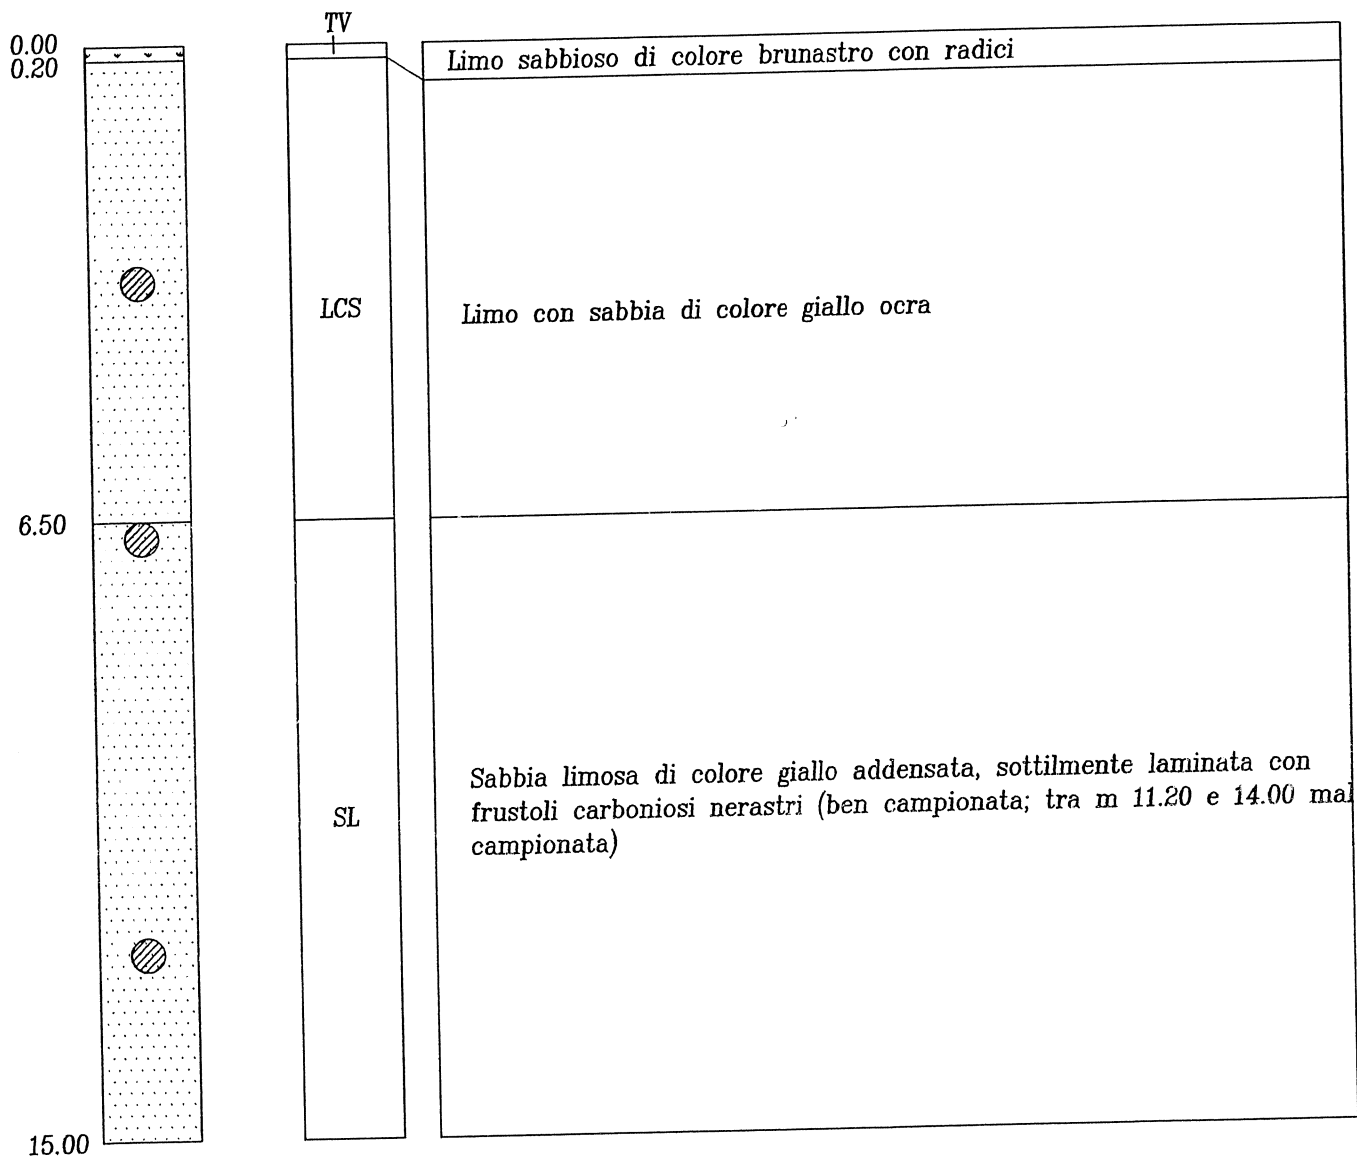 TV
0.00
0.20
Limo sabbioso di colore brunastro con radici
LCS
Limo con sabbia di colore giallo ocra
6.50
SL
Sabbia limosa di colore giallo addensata, sottilmente laminata con
frustoli carboniosi nerastri (ben campionata; tra m 11.20 e 14.00 mal
campionata)
15.00